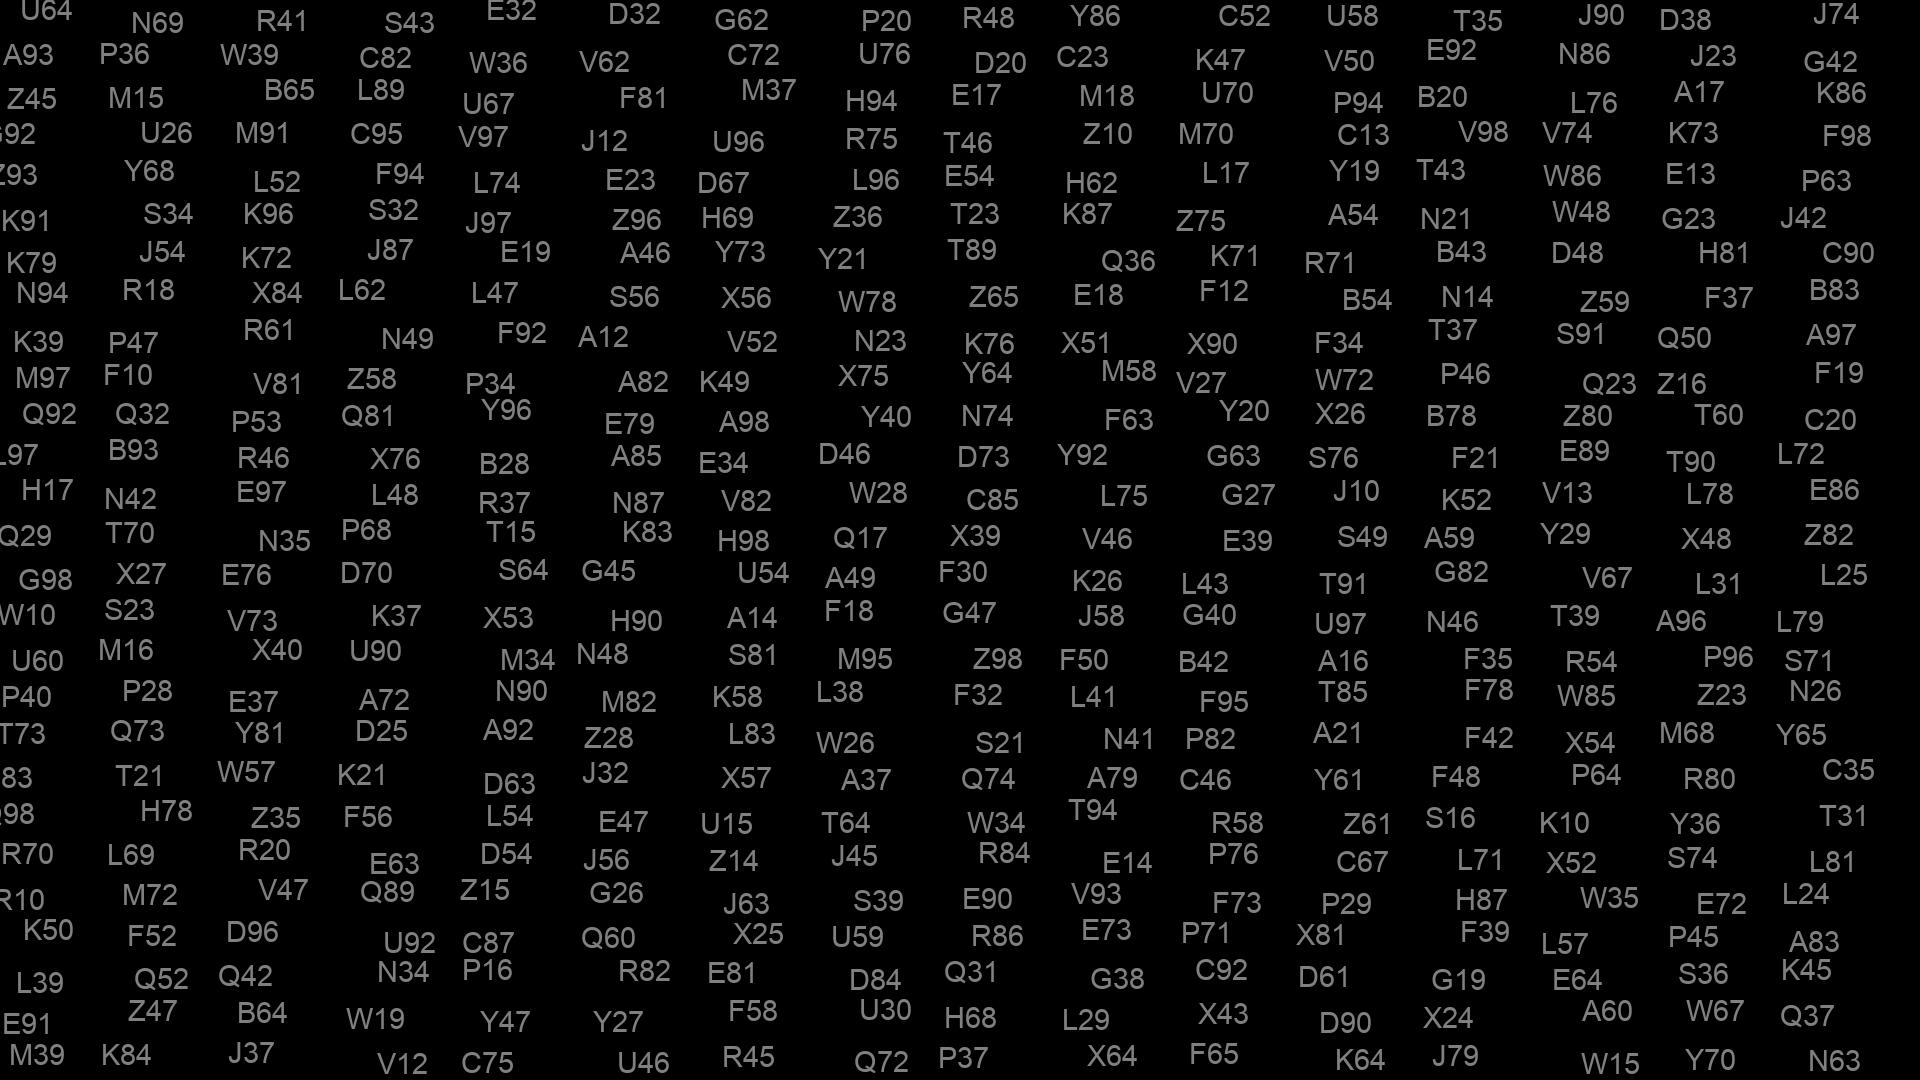 U64 N69 R41 S43 E32 D32 G62 P20 R48 Y86 C52 U58 T35 J90 D38 J74
A93 P36 W39 C82 W36 V62 C72 U76 D20 C23 K47 V50 E92 N86 J23 G42
Z45 M15 B65 L89 U67 F81 M37 H94 E17 M18 U70 P94 B20 L76 A17 K86
92 U26 M91 C95 V97 J12 U96 R75 T46 Z10 M70 C13 V98 V74 K73 F98
Z93 Y68 L52 F94 L74 E23 D67 L96 E54 H62 L17 Y19 T43 W86 E13 P63
K91 S34 K96 S32 J97 Z96 H69 Z36 T23 K87 Z75 A54 N21 W48 G23 J42
K79 J54 K72 J87 E19 A46 Y73 Y21 T89 Q36 K71 R71 B43 D48 H81 C90
N94 R18 X84 L62 L47 S56 X56 W78 Z65 E18 F12 B54 N14 Z59 F37 B83
K39 P47 R61 N49 F92 A12 V52 N23 K76 X51 X90 F34 T37 S91 Q50 A97
M97 F10 V81 Z58 P34 A82 K49 X75 Y64 M58 V27 W72 P46 Q23 Z16 F19
Q92 Q32 P53 Q81 Y96 E79 A98 Y40 N74 F63 Y20 X26 B78 Z80 T60 C20
L97 B93 R46 X76 B28 A85 E34 D46 D73 Y92 G63 S76 F21 E89 T90 L72
H17 N42 E97 L48 R37 N87 V82 W28 C85 L75 G27 J10 K52 V13 L78 E86
Q29 T70 N35 P68 T15 K83 H98 Q17 X39 V46 E39 S49 A59 Y29 X48 Z82
G98 X27 E76 D70 S64 G45 U54 A49 F30 K26 L43 T91 G82 V67 L31 L25
W10 S23 V73 K37 X53 H90 A14 F18 G47 J58 G40 U97 N46 T39 A96 L79
U60 M16 X40 U90 M34 N48 S81 M95 Z98 F50 B42 A16 F35 R54 P96 S71
P40 P28 E37 A72 N90 M82 K58 L38 F32 L41 F95 T85 F78 W85 Z23 N26
T73 Q73 Y81 D25 A92 Z28 L83 W26 S21 N41 P82 A21 F42 X54 M68 Y65
83 T21 W57 K21 D63 J32 X57 A37 Q74 A79 C46 Y61 F48 P64 R80 C35
98 H78 Z35 F56 L54 E47 U15 T64 W34 T94 R58 Z61 S16 K10 Y36 T31
R70 L69 R20 E63 D54 J56 Z14 J45 R84 E14 P76 C67 L71 X52 S74 L81
R10 M72 V47 Q89 Z15 G26 J63 S39 E90 V93 F73 P29 H87 W35 E72 L24
K50 F52 D96 U92 C87 Q60 X25 U59 R86 E73 P71 X81 F39 L57 P45 A83
L39 Q52 Q42 N34 P16 R82 E81 D84 Q31 G38 C92 D61 G19 E64 S36 K45
E91 Z47 B64 W19 Y47 Y27 F58 U30 H68 L29 X43 D90 X24 A60 W67 Q37
M39 K84 J37 V12 C75 U46 R45 Q72 P37 X64 F65 K64 J79 W15 Y70 N63